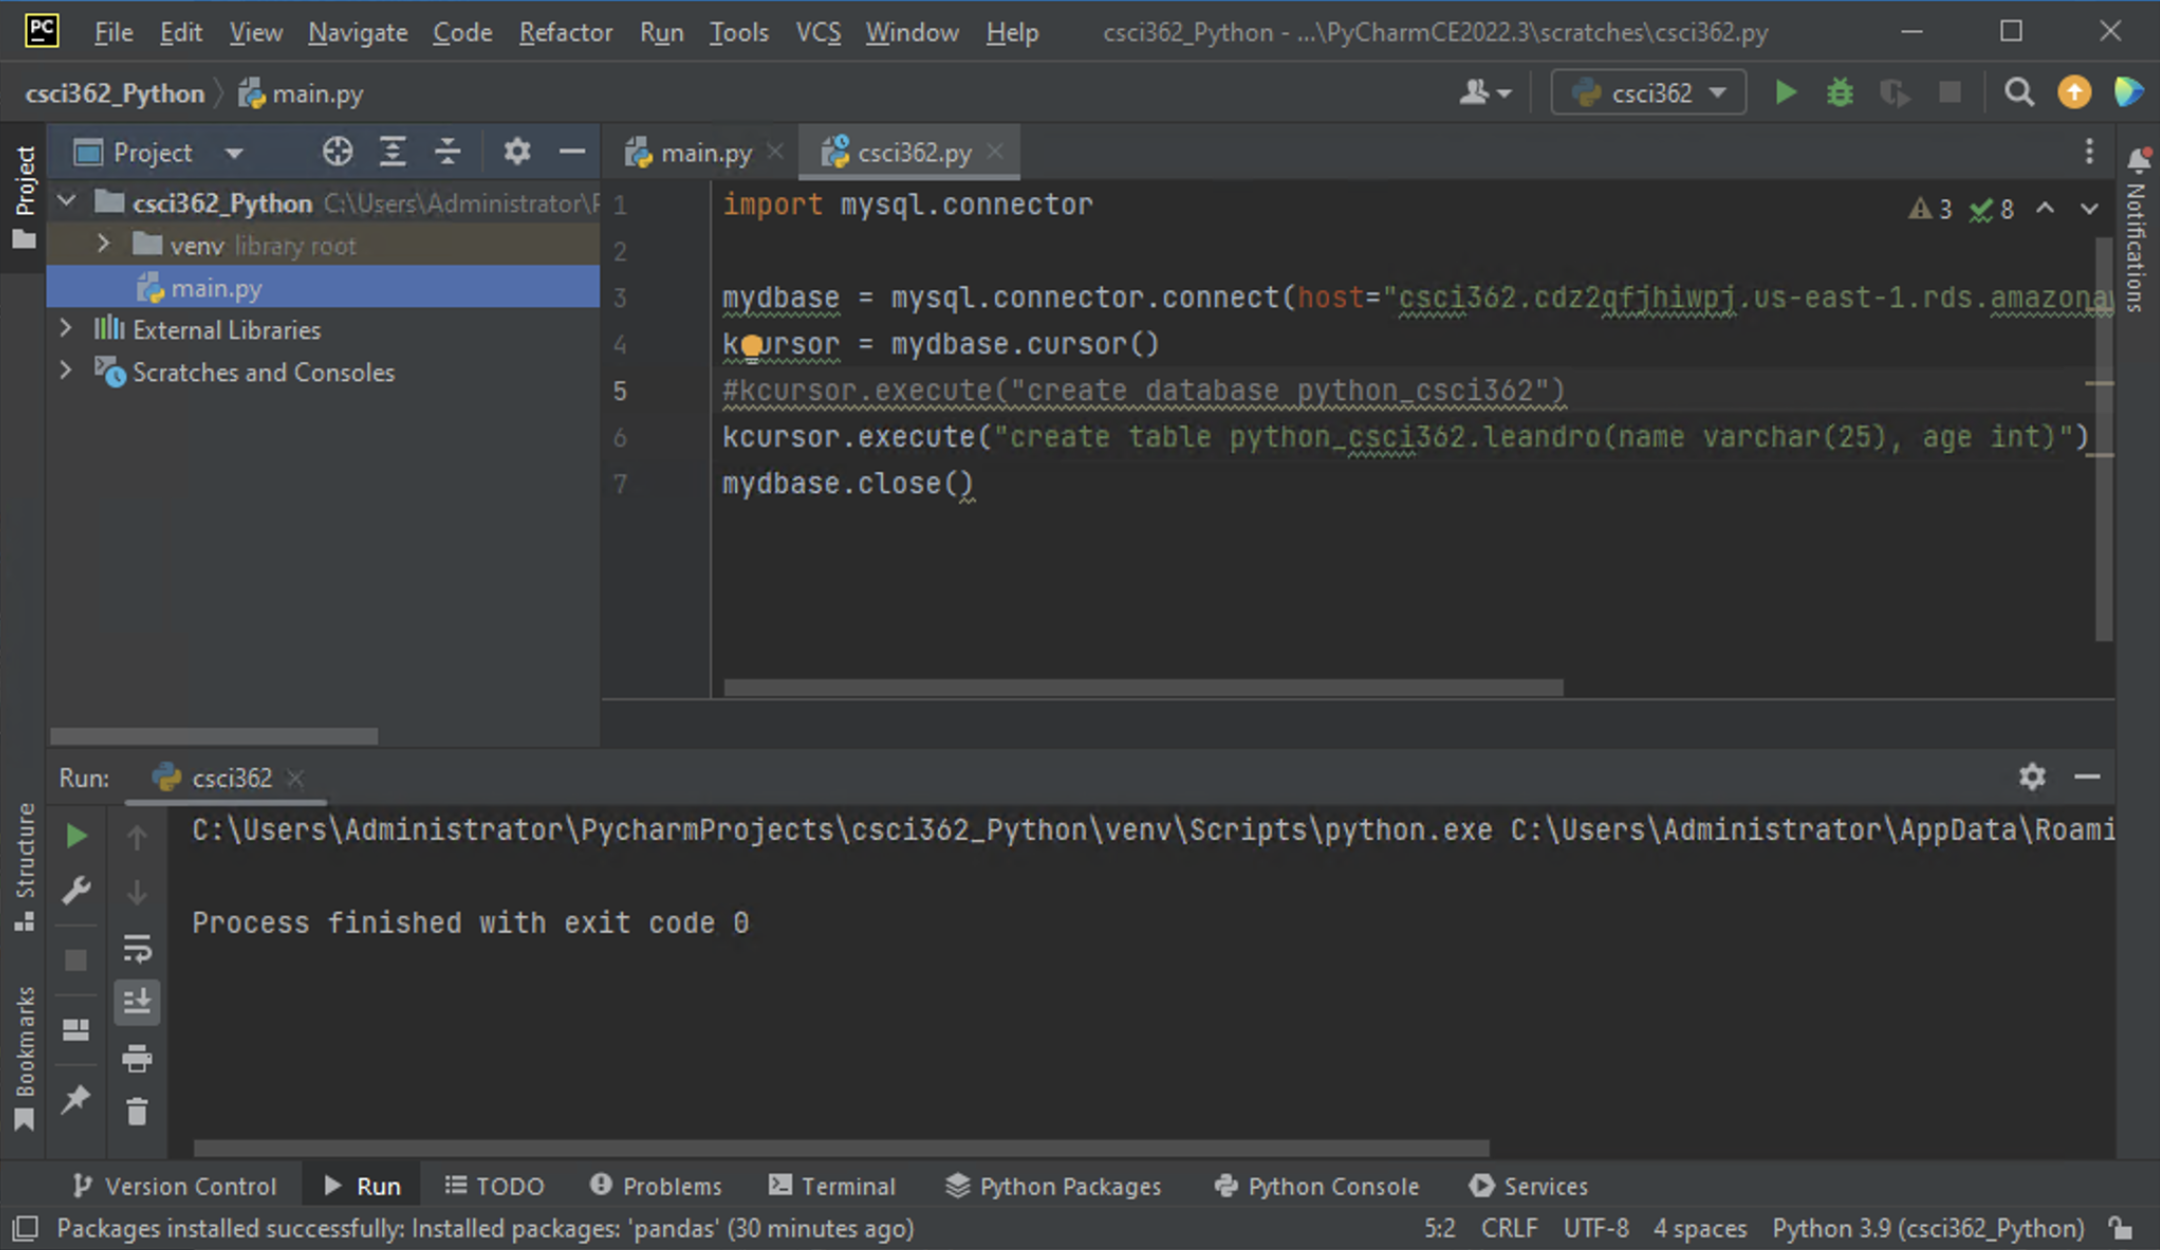 PC File Edit View Navigate Code Refactor Run Tools VCS Window Help csci362_Python - ...\PyCharmCE2022.3\scratches\csci362.py
csci362_Python main.py csci362
Project
Project
main.py
csci362.py
csci362_Python C:\Users\Administrator\
venv library root
main.py
External Libraries
Scratches and Consoles
3 8
1 import mysql.connector
2
3 mydbase = mysql.connector.connect(host="csci362.cdz2qfjhiwpj.us-east-1.rds.amazona
4 kcursor = mydbase.cursor()
5 #kcursor.execute("create database python_csci362")
6 kcursor.execute("create table python_csci362.leandro(name varchar(25), age int)")
7 mydbase.close()
Notifications
Run: csci362
Structure
Bookmarks
C:\Users\Administrator\PycharmProjects\csci362_Python\venv\Scripts\python.exe C:\Users\Administrator\AppData\Roami
Process finished with exit code 0
Version Control Run TODO Problems Terminal Python Packages Python Console Services
Packages installed successfully: Installed packages: 'pandas' (30 minutes ago) 5:2 CRLF UTF-8 4 spaces Python 3.9 (csci362_Python)